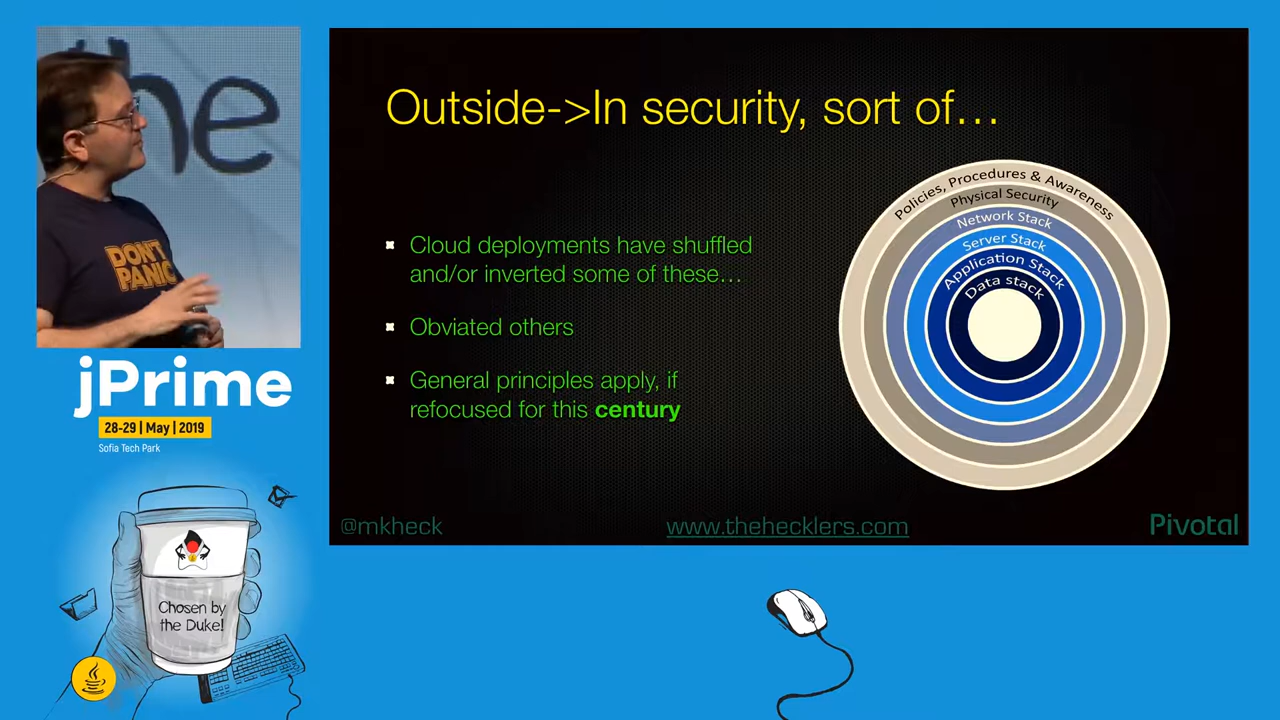 the
DON'T
PANIC
jPrime
28-29 | May | 2019
Sofia Tech Park
Chosen by
the Duke!
Outside->In security, sort of…
Cloud deployments have shuffled
and/or inverted some of these…
Obviated others
General principles apply, if
refocused for this century
Policies, Procedures & Awareness
Physical Security
Network Stack
Server Stack
Application Stack
Data stack
@mkheck
www.thehecklers.com
Pivotal